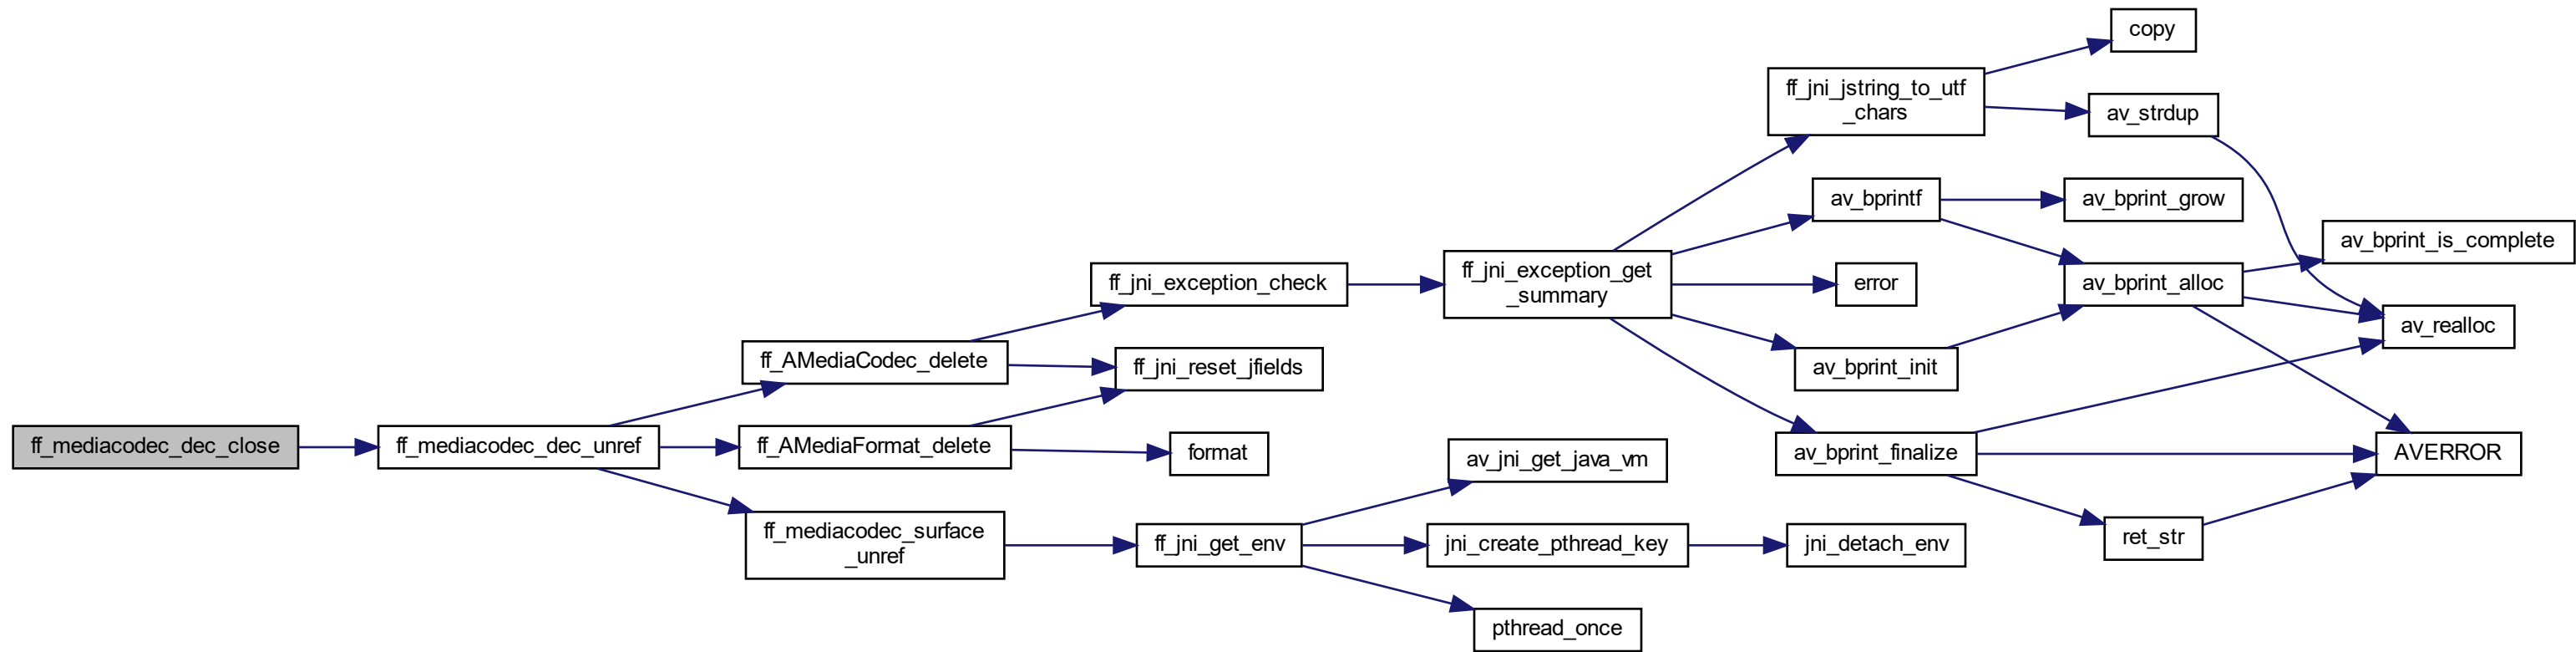 copy
ff_jni_jstring_to_utf
_chars
av_strdup
av_bprintf
av_bprint_grow
av_bprint_is_complete
ff_jni_exception_check
ff_jni_exception_get
_summary
error
av_bprint_alloc
av_realloc
ff_AMediaCodec_delete
ff_jni_reset_jfields
av_bprint_init
ff_mediacodec_dec_close
ff_mediacodec_dec_unref
ff_AMediaFormat_delete
format
av_jni_get_java_vm
av_bprint_finalize
AVERROR
ff_mediacodec_surface
_unref
ff_jni_get_env
jni_create_pthread_key
jni_detach_env
ret_str
pthread_once